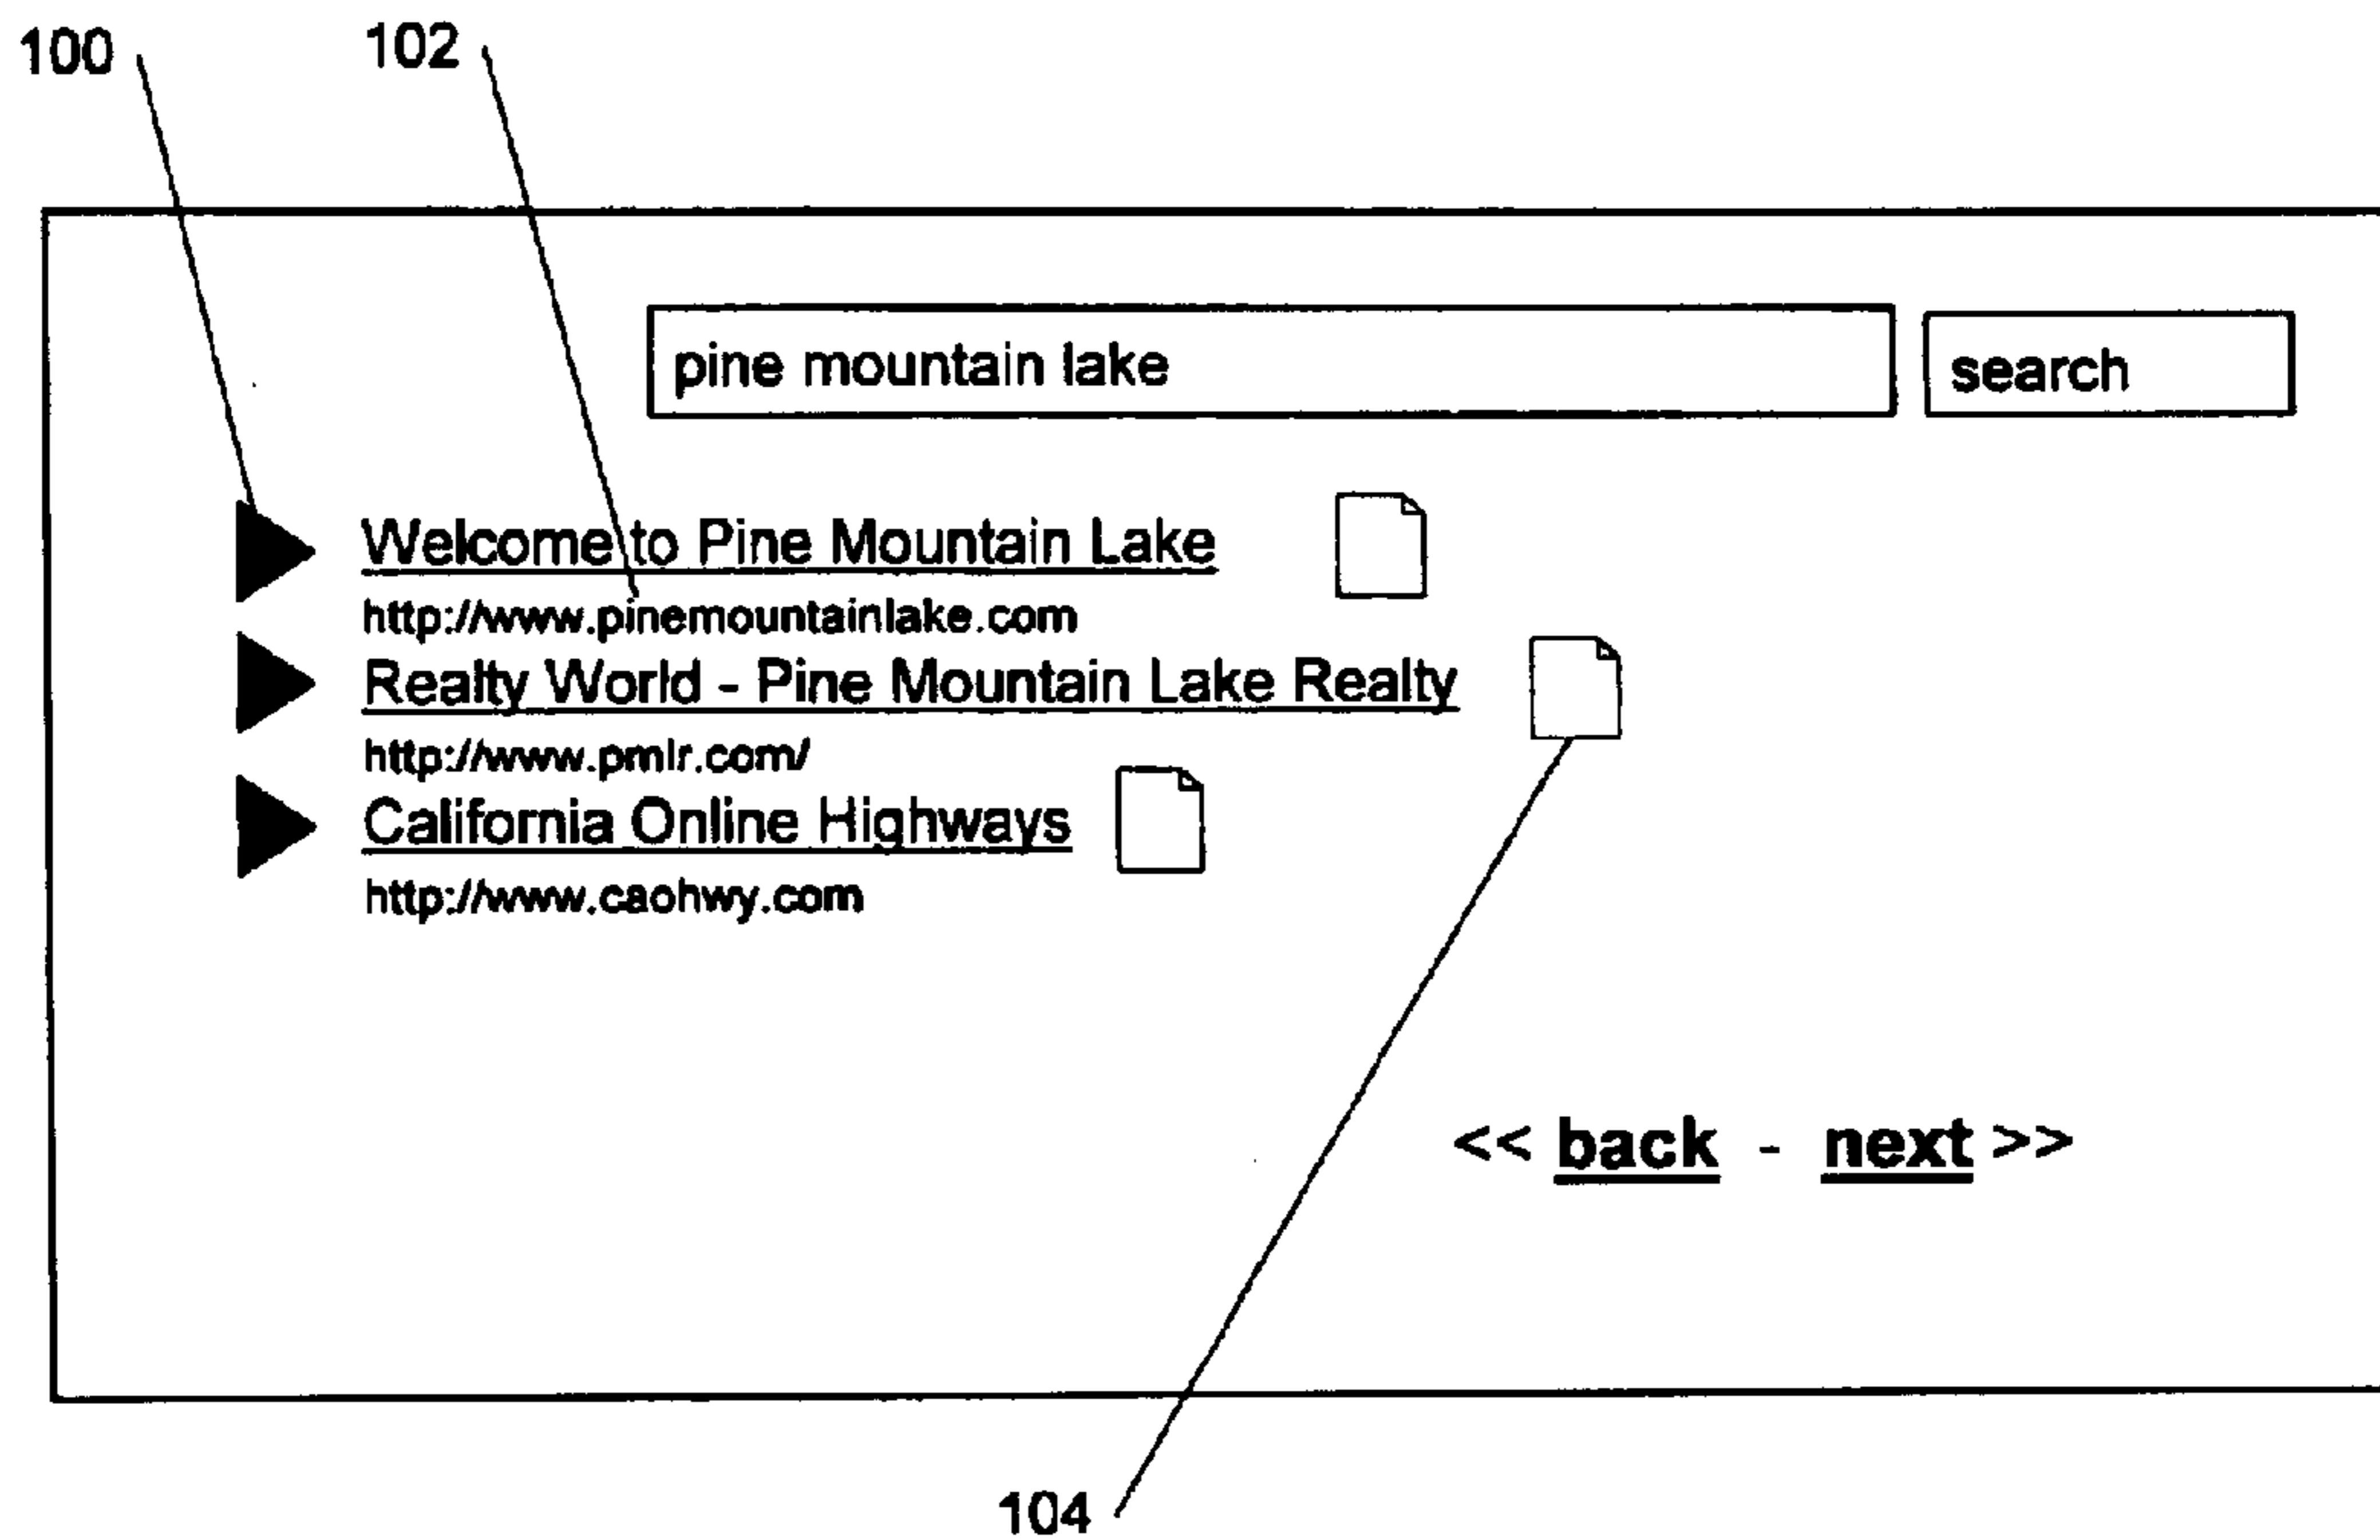 100 102
pine mountain lake search
Welcome to Pine Mountain Lake
http://www.pinemountainlake.com
Realty World - Pine Mountain Lake Realty
http://www.pmlr.com/
California Online Highways
http://www.caohwy.com
<< back - next >>
104